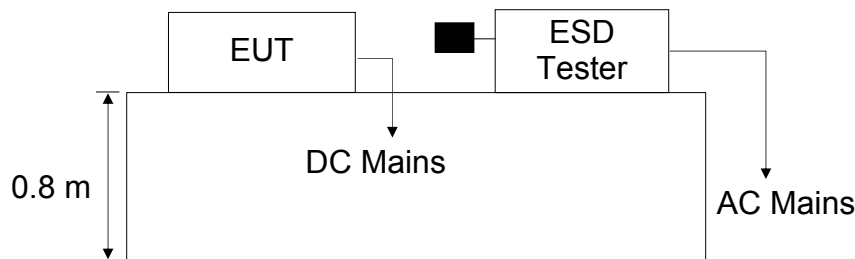 EUT
ESD
Tester
DC Mains
0.8 m
AC Mains